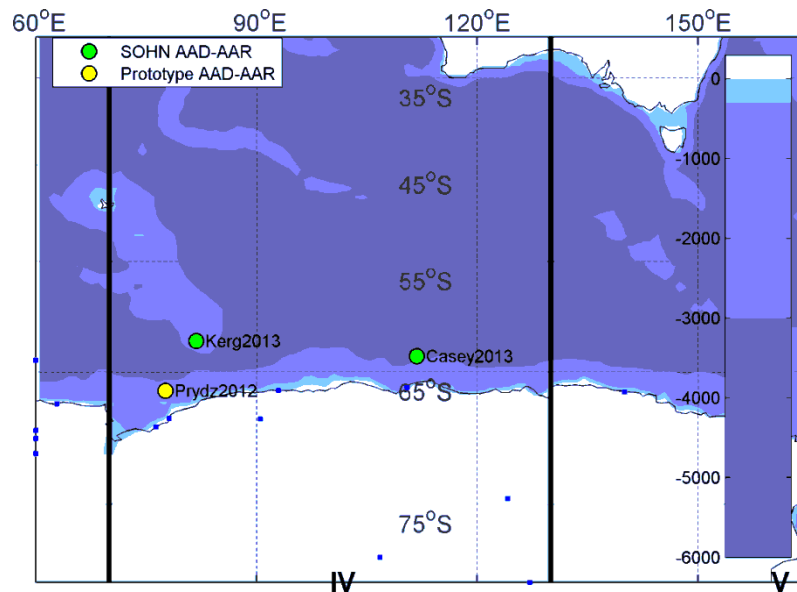 60°E 90°E 120°E 150°E
SOHN AAD-AAR
Prototype AAD-AAR
35°S
45°S
55°S
65°S
75°S
Kerg2013
Casey2013
Prydz2012
0
-1000
-2000
-3000
-4000
-5000
-6000
IV V